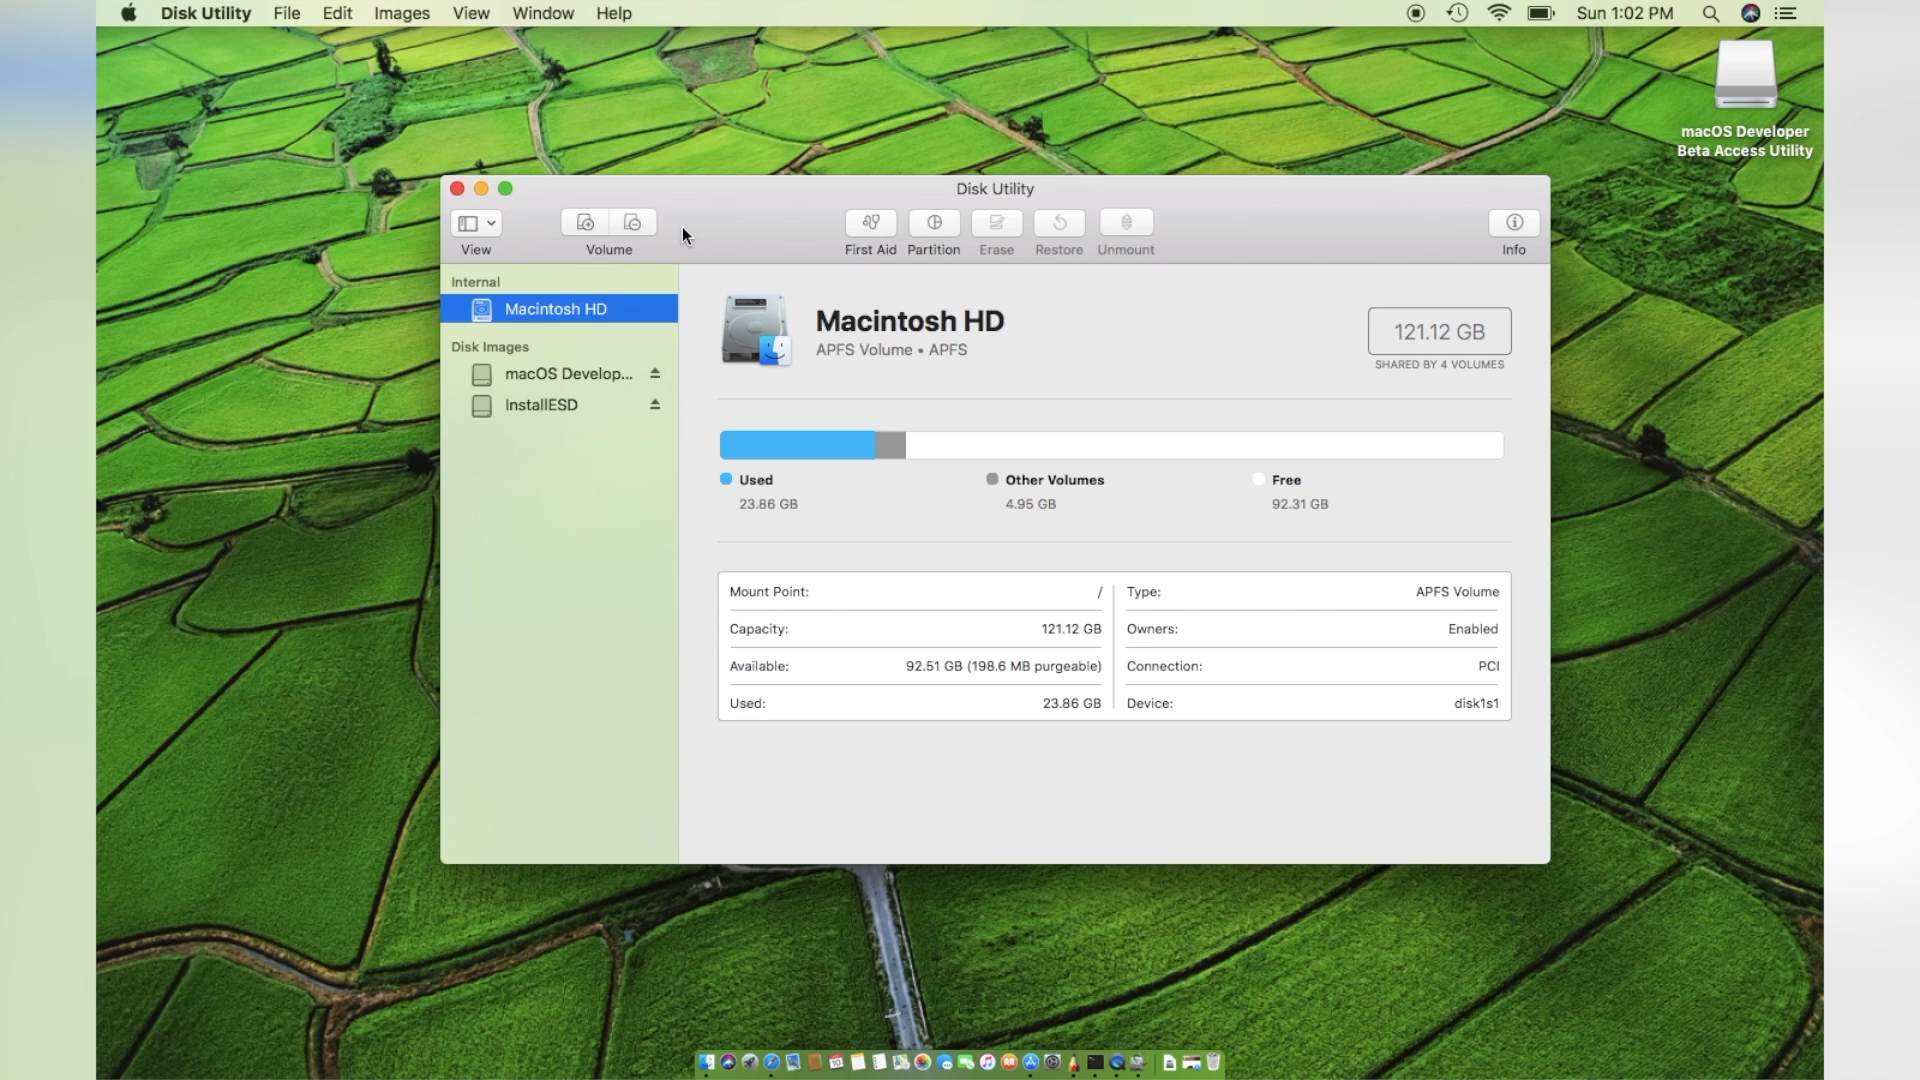 Disk Utility File Edit Images View Window Help Sun 1:02 PM
macOS Developer
Beta Access Utility
Disk Utility
View Volume First Aid Partition Erase Restore Unmount Info
Internal
Macintosh HD
Disk Images
macOS Develop...
InstallESD
Macintosh HD
APFS Volume • APFS
121.12 GB
SHARED BY 4 VOLUMES
Used Other Volumes Free
23.86 GB 4.95 GB 92.31 GB
Mount Point: / Type: APFS Volume
Capacity: 121.12 GB Owners: Enabled
Available: 92.51 GB (198.6 MB purgeable) Connection: PCI
Used: 23.86 GB Device: disk1s1